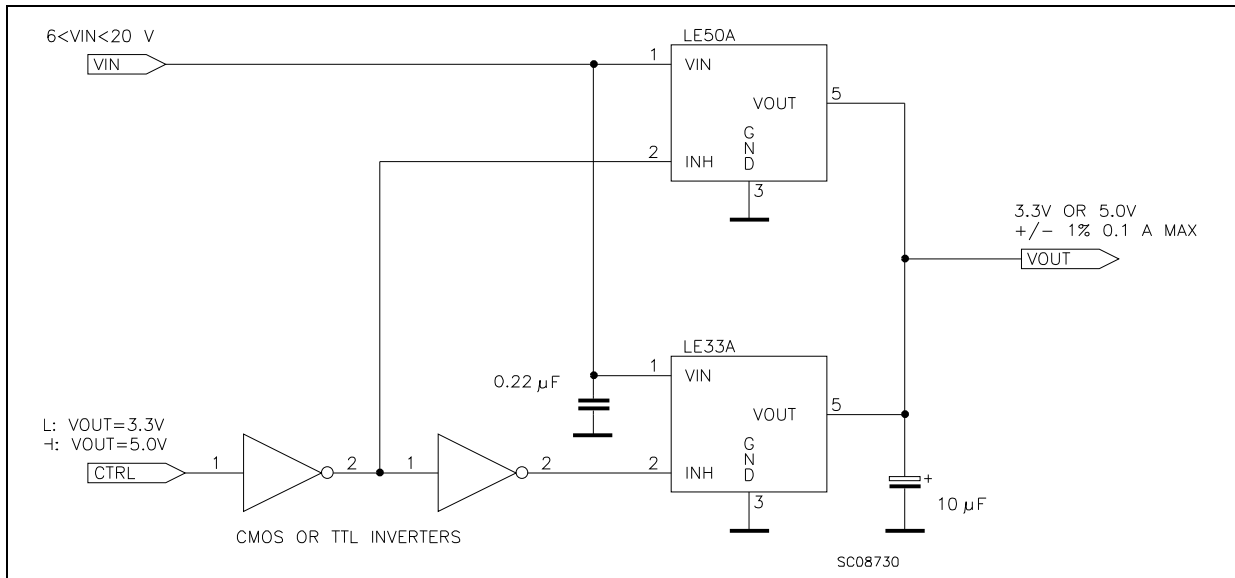 6<VIN<20 V
VIN
LE50A
1
VIN
VOUT
5
GND
2
INH
3
3.3V OR 5.0V
+/- 1% 0.1 A MAX
VOUT
LE33A
0.22 µF
1
VIN
VOUT
5
GND
L: VOUT=3.3V
H: VOUT=5.0V
CTRL
1
2
1
2
2
INH
3
+
10 µF
CMOS OR TTL INVERTERS
SC08730